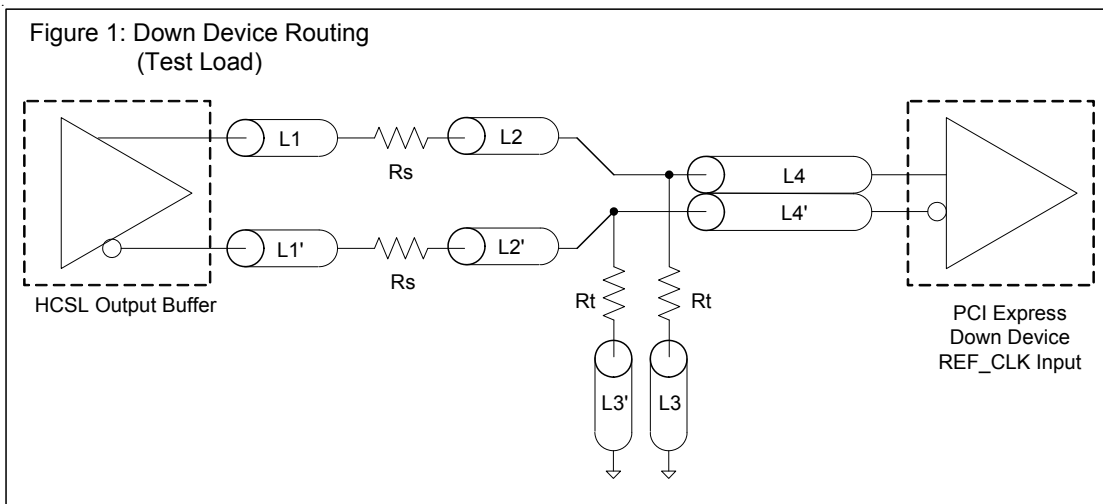 Figure 1: Down Device Routing
(Test Load)
L1
Rs
L2
L4
L4'
L1'
Rs
L2'
HCSL Output Buffer
Rt
Rt
L3'
L3
PCI Express
Down Device
REF_CLK Input